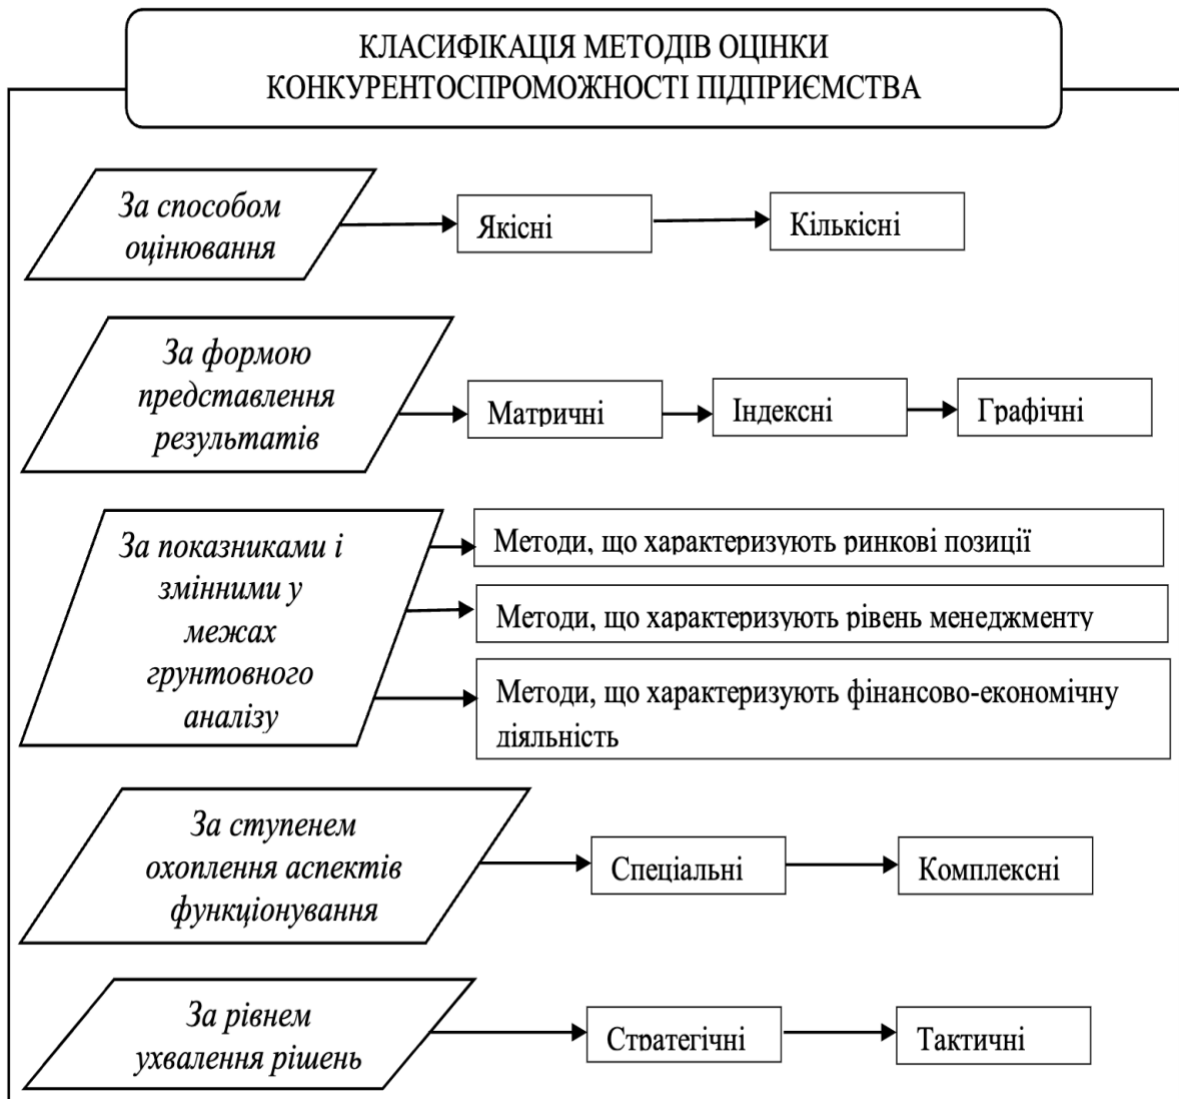 КЛАСИФІКАЦІЯ МЕТОДІВ ОЦІНКИ
КОНКУРЕНТОСПРОМОЖНОСТІ ПІДПРИЄМСТВА
За способом
оцінювання
Якісні
Кількісні
За формою
представлення
результатів
Матричні
Індексні
Графічні
За показниками і
змінними у
межах
грунтовного
аналізу
Методи, що характеризують ринкові позиції
Методи, що характеризують рівень менеджменту
Методи, що характеризують фінансово-економічну
діяльність
За ступенем
охоплення аспектів
функціонування
Спеціальні
Комплексні
За рівнем
ухвалення рішень
Стратегічні
Тактичні